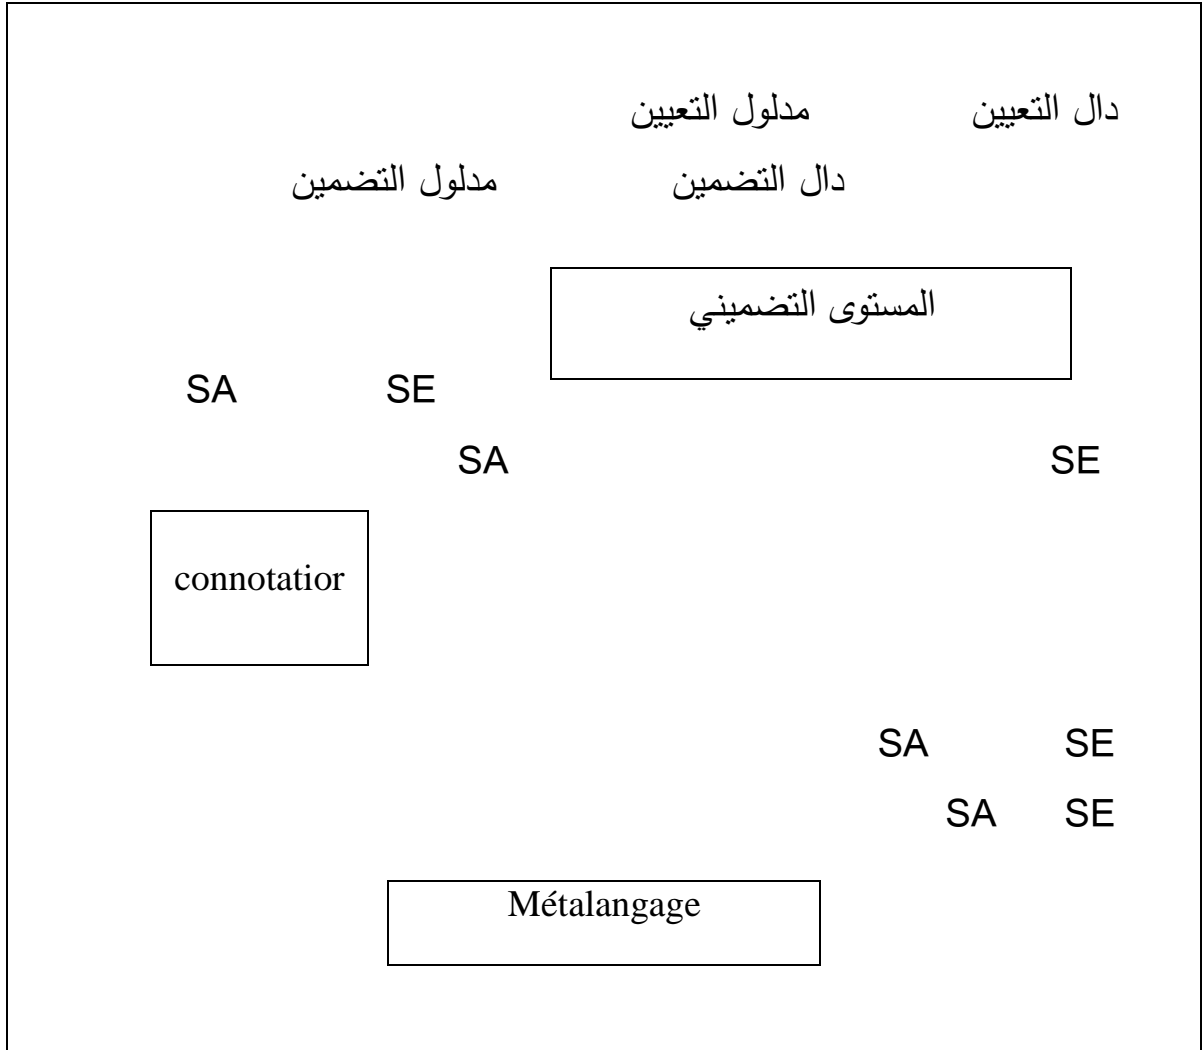 دال التعيين مدلول التعيين
دال التضمين مدلول التضمين
المستوى التضميني
SA SE
SA SE
connotatior
SA SE
SA SE
Métalangage